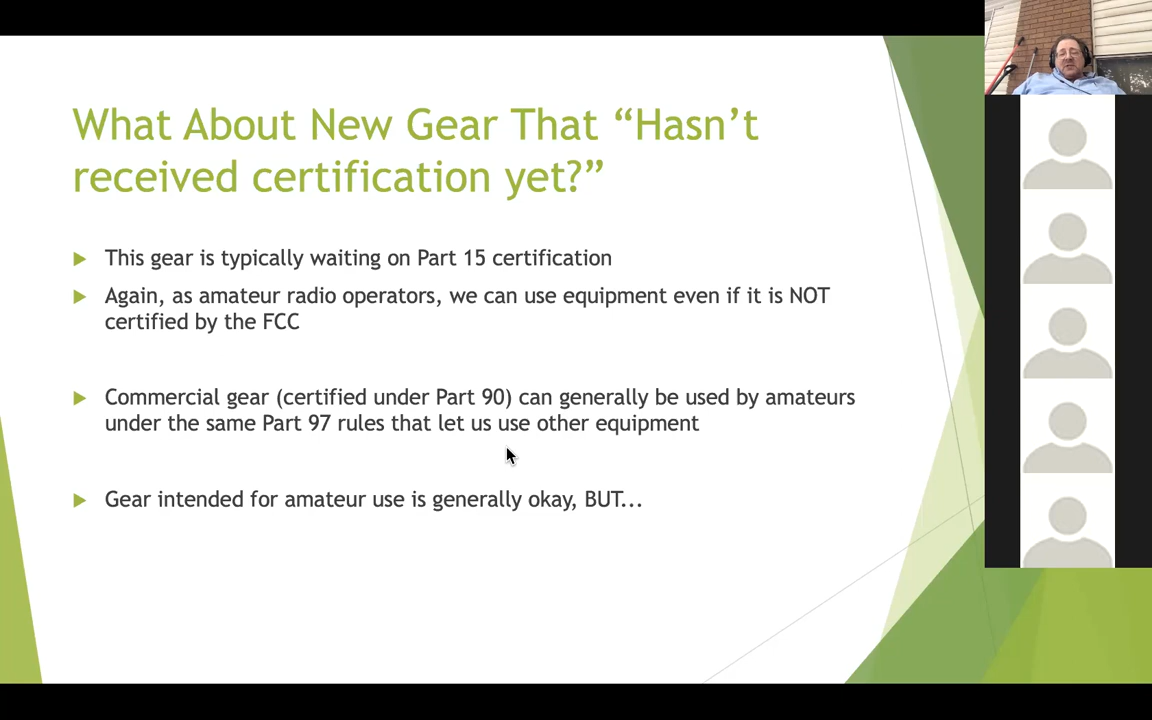 What About New Gear That “Hasn’t
received certification yet?”
This gear is typically waiting on Part 15 certification
Again, as amateur radio operators, we can use equipment even if it is NOT
certified by the FCC
Commercial gear (certified under Part 90) can generally be used by amateurs
under the same Part 97 rules that let us use other equipment
Gear intended for amateur use is generally okay, BUT...